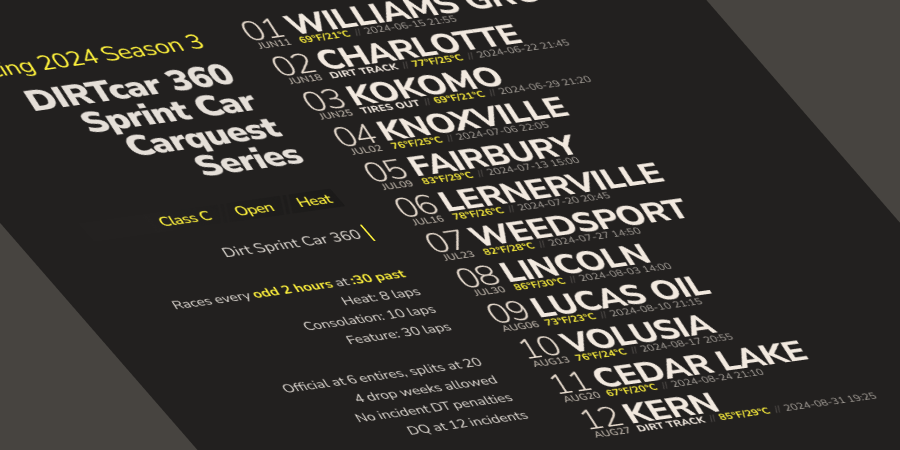 ing 2024 Season 3
DIRTcar 360
Sprint Car
Carquest
Series
Class C Open Heat
Dirt Sprint Car 360
Races every odd 2 hours at :30 past
Heat: 8 laps
Consolation: 10 laps
Feature: 30 laps
Official at 6 entires, splits at 20
4 drop weeks allowed
No incident DT penalties
DQ at 12 incidents
01 WILLIAMS GRO
JUN11 69°F/21°C // 2024-06-15 21:55
02 CHARLOTTE
JUN18 DIRT TRACK // 77°F/25°C // 2024-06-22 21:45
03 KOKOMO
JUN25 TIRES OUT // 69°F/21°C // 2024-06-29 21:20
04 KNOXVILLE
JUL02 76°F/25°C // 2024-07-06 22:05
05 FAIRBURY
JUL09 83°F/29°C // 2024-07-13 15:00
06 LERNERVILLE
JUL16 78°F/26°C // 2024-07-20 20:45
07 WEEDSPORT
JUL23 82°F/28°C // 2024-07-27 14:50
08 LINCOLN
JUL30 86°F/30°C // 2024-08-03 14:00
09 LUCAS OIL
AUG06 73°F/23°C // 2024-08-10 21:15
10 VOLUSIA
AUG13 76°F/24°C // 2024-08-17 20:55
11 CEDAR LAKE
AUG20 67°F/20°C // 2024-08-24 21:10
12 KERN
AUG27 DIRT TRACK // 85°F/29°C // 2024-08-31 19:25